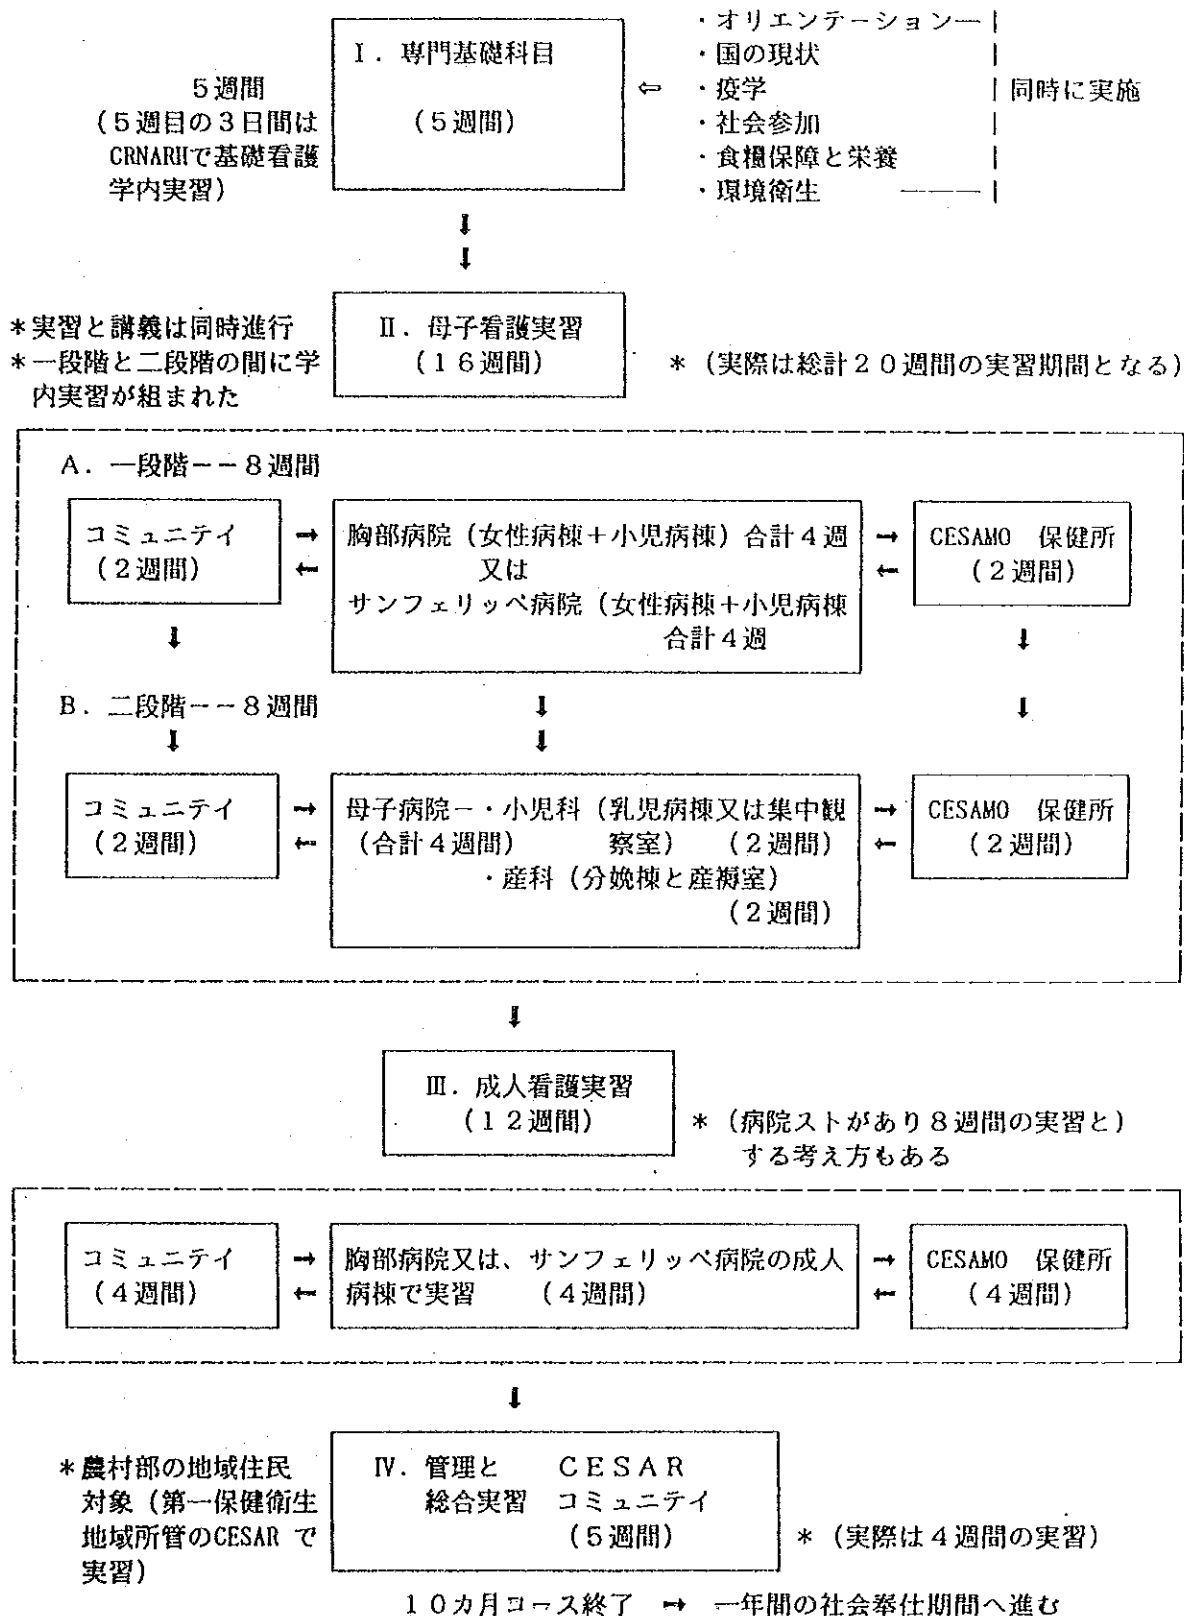 Ⅰ．専門基礎科目
（５週間）
⇦
・オリエンテーション
・国の現状
・疫学
・社会参加
・食糧保障と栄養
・環境衛生
同時に実施
５週間
（５週目の３日間は
CRNARHで基礎看護
学内実習）
＊実習と講義は同時進行
＊一段階と二段階の間に学
内実習が組まれた
Ⅱ．母子看護実習
（１６週間）
＊（実際は総計２０週間の実習期間となる）
A．一段階－－８週間
コミュニテイ
（２週間）
胸部病院（女性病棟＋小児病棟）合計４週
又は
サンフェリッペ病院（女性病棟＋小児病棟
合計４週
CESAMO　保健所
（２週間）
B．二段階－－８週間
コミュニテイ
（２週間）
母子病院－・小児科（乳児病棟又は集中観
（合計４週間）　察室）　（２週間）
・産科（分娩棟と産褥室）
（２週間）
CESAMO　保健所
（２週間）
Ⅲ．成人看護実習
（１２週間）
＊（病院ストがあり８週間の実習と）
する考え方もある
コミュニテイ
（４週間）
胸部病院又は、サンフェリッペ病院の成人
病棟で実習　（４週間）
CESAMO　保健所
（４週間）
＊農村部の地域住民
対象（第一保健衛生
地域所管のCESAR で
実習）
Ⅳ．管理と　ＣＥＳＡＲ
総合実習　コミュニテイ
（５週間）
＊（実際は４週間の実習）
１０カ月コース終了　→　一年間の社会奉仕期間へ進む